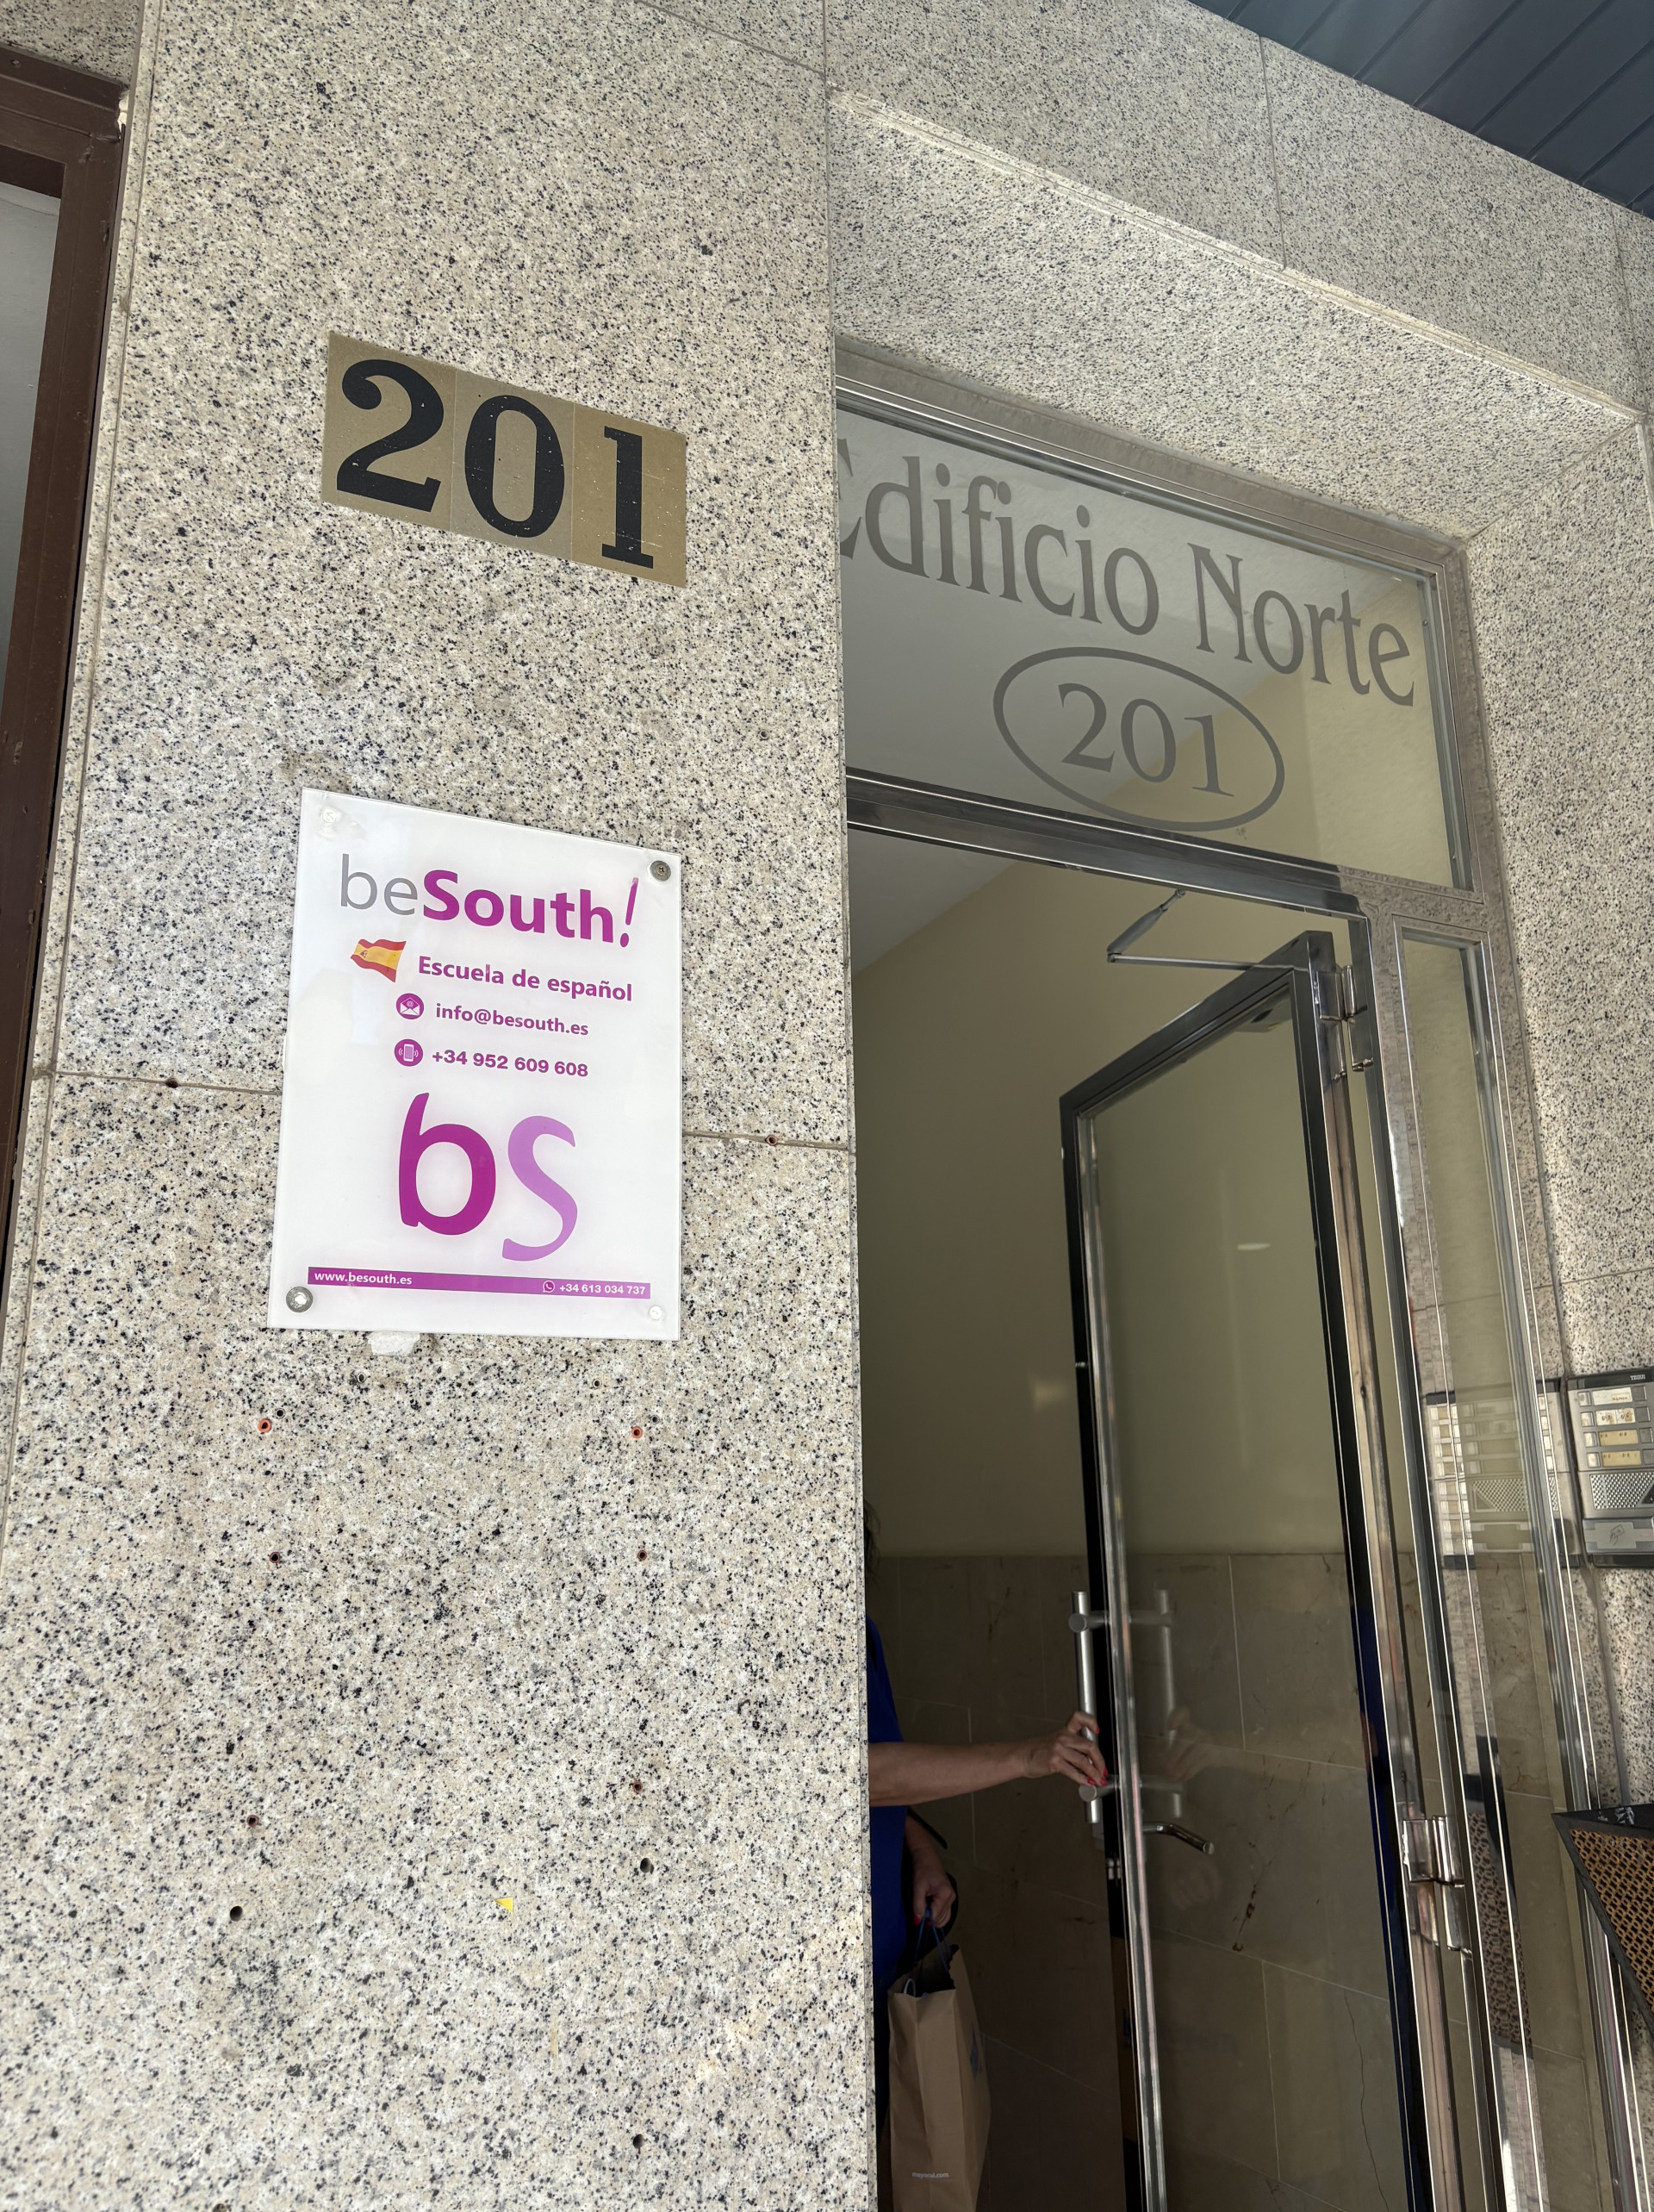 201
Edificio Norte
201
beSouth!
Escuela de español
info@besouth.es
+34 952 609 608
bs
www.besouth.es
+34 613 034 737